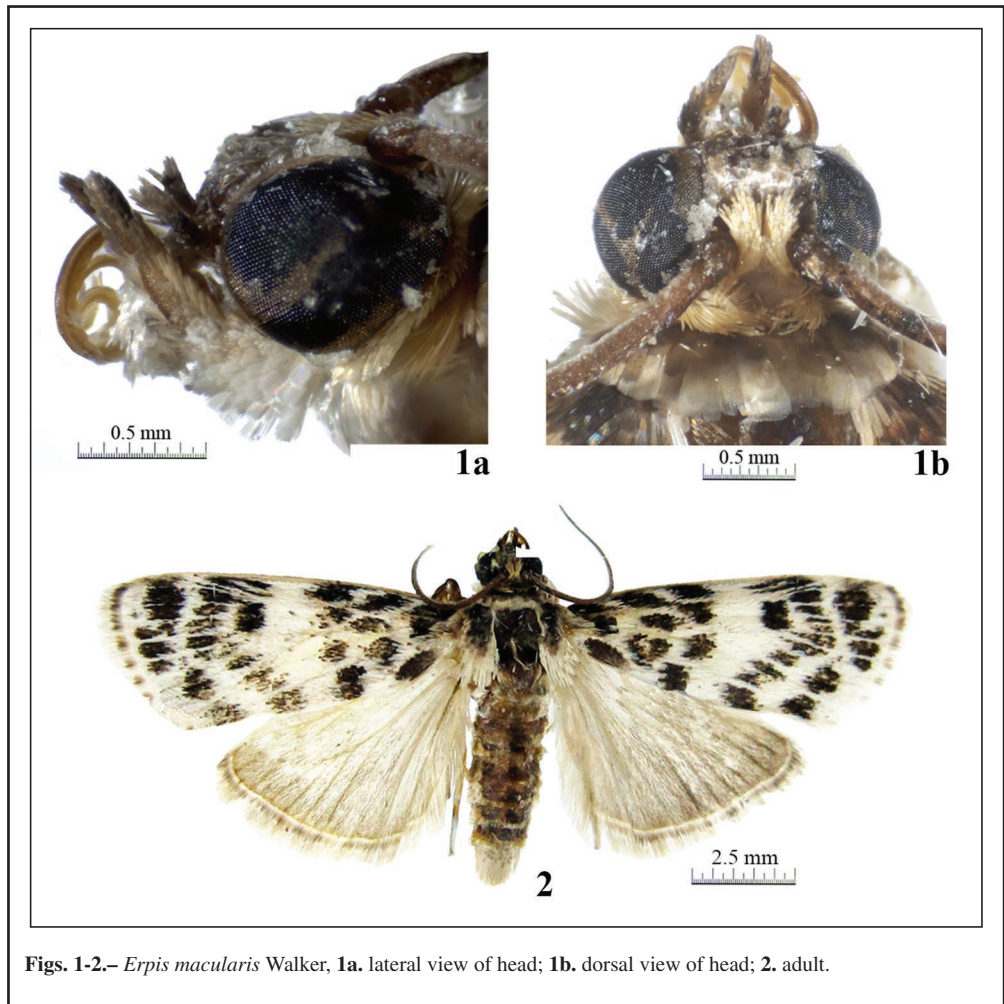 0.5 mm
1a
0.5 mm
1b
2.5 mm
2
Figs. 1-2.– Erpis macularis Walker, 1a. lateral view of head; 1b. dorsal view of head; 2. adult.